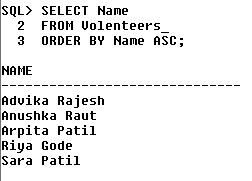 SQL> SELECT Name
2 FROM Volenteers_
3 ORDER BY Name ASC;
NAME
--------------------------------
Advika Rajesh
Anushka Raut
Arpita Patil
Riya Gode
Sara Patil